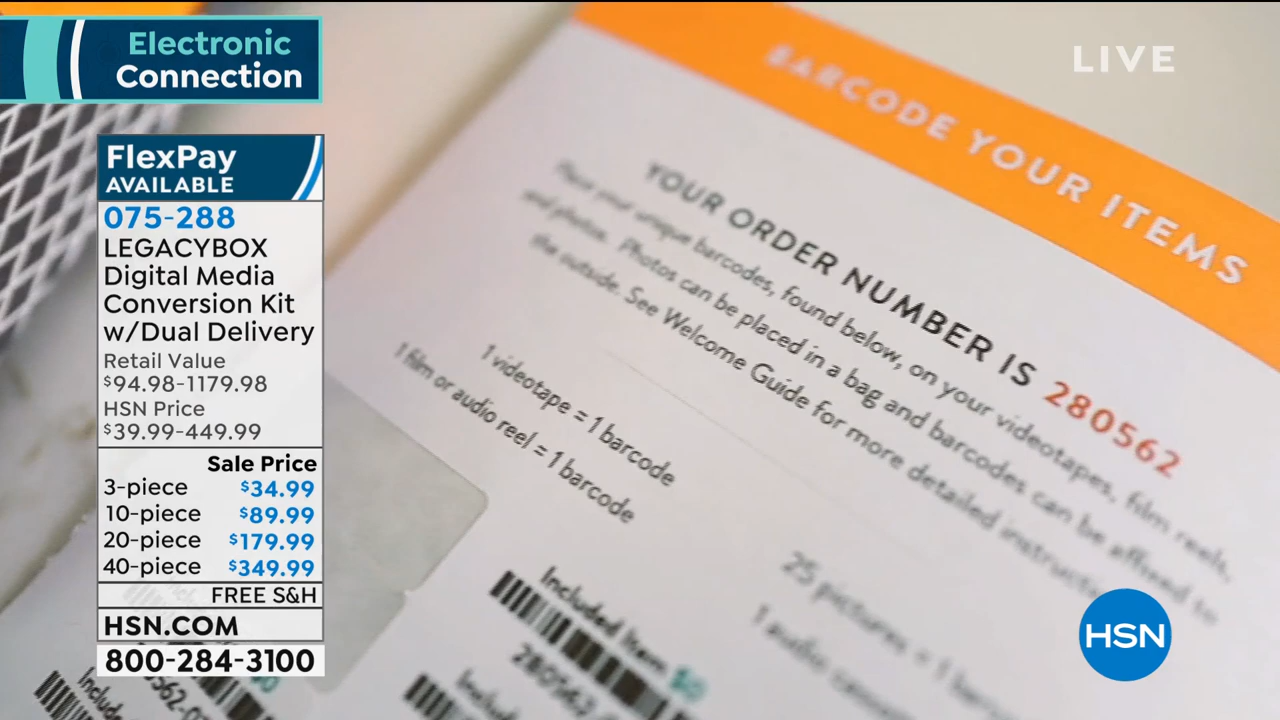 Electronic
Connection
LIVE
FlexPay
AVAILABLE
075-288
LEGACYBOX
Digital Media
Conversion Kit
w/Dual Delivery
Retail Value
$94.98-1179.98
HSN Price
$39.99-449.99
Sale Price
3-piece $34.99
10-piece $89.99
20-piece $179.99
40-piece $349.99
FREE S&H
HSN.COM
800-284-3100
BARCODE YOUR ITEMS
YOUR ORDER NUMBER IS 280562
Place your unique barcodes, found below, on your videotapes, film reels,
and photos. Photos can be placed in a bag and barcodes can be affixed to
the outside. See Welcome Guide for more detailed
1 videotape = 1 barcode
1 film or audio reel = 1 barcode
25 pictures = 1
1 audio
Included Item $0
HSN